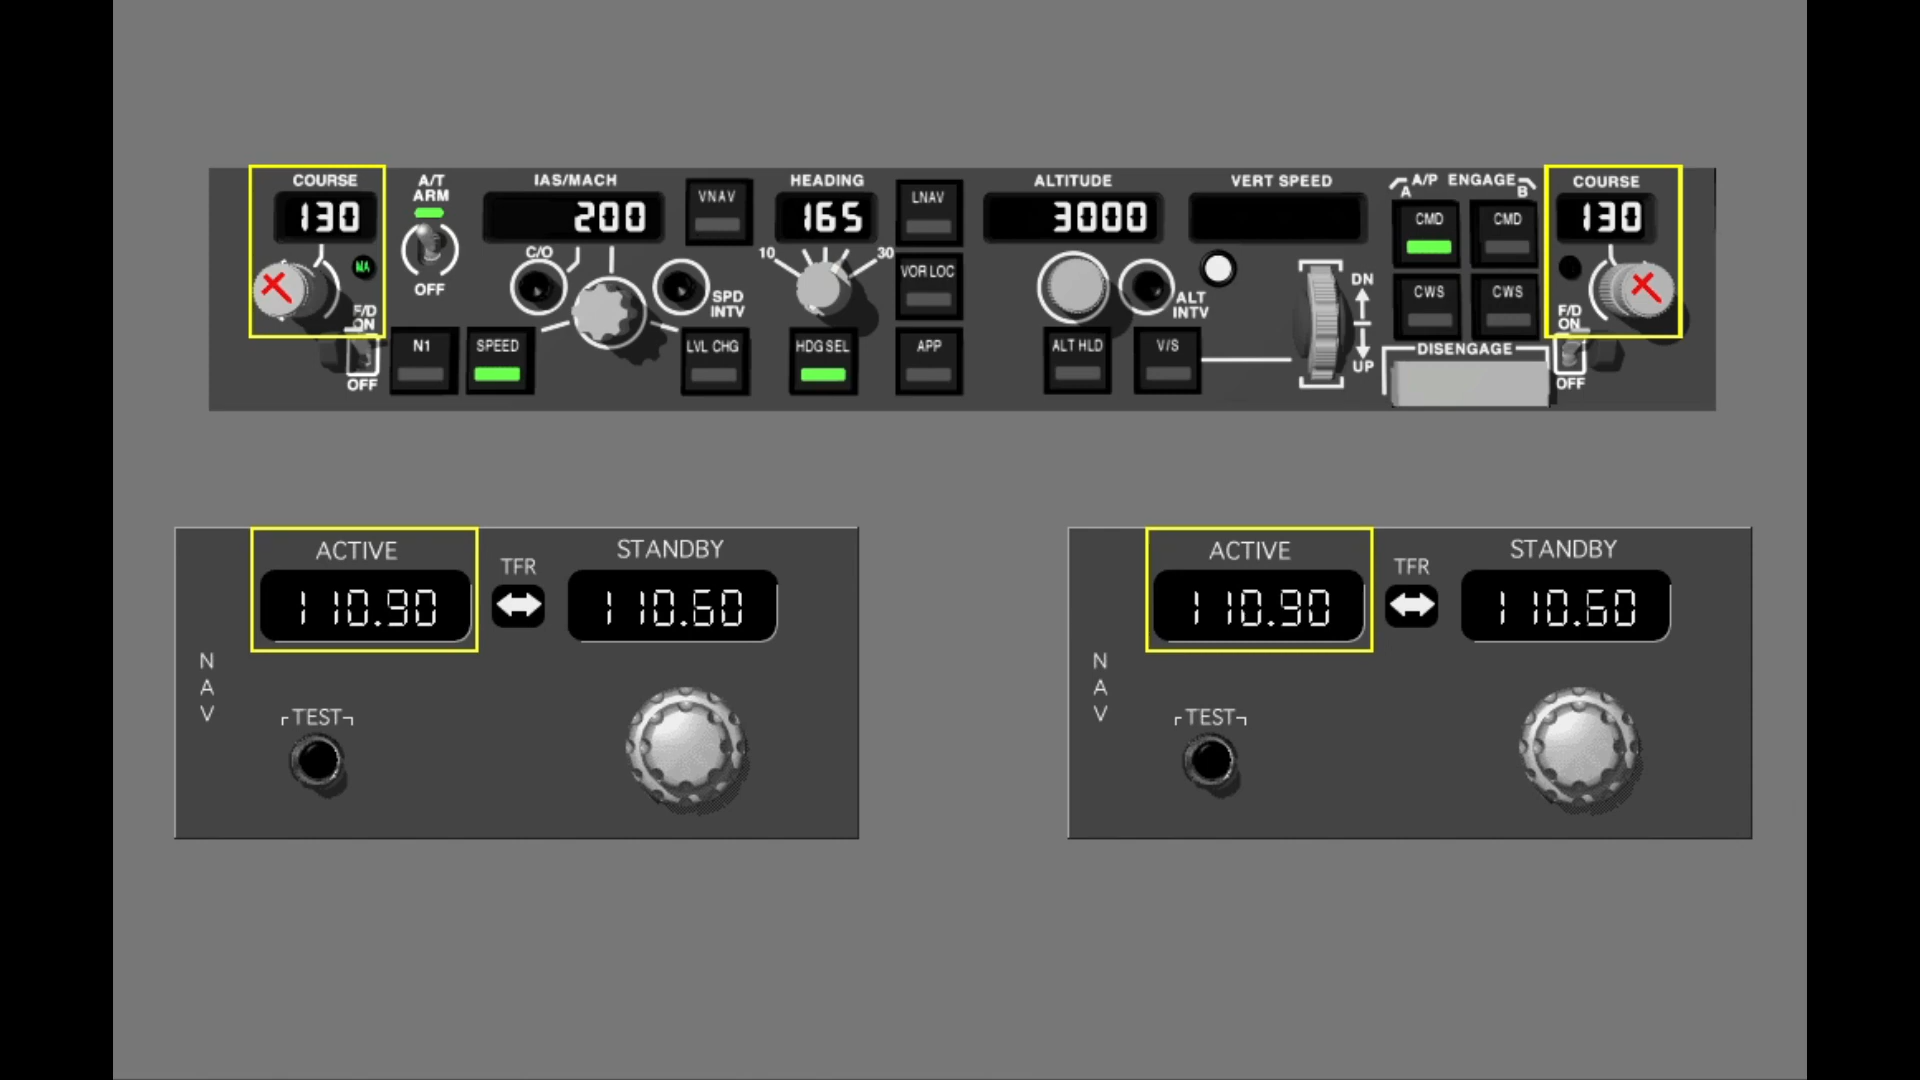 COURSE
130
MA
F/D
ON
OFF
A/T
ARM
OFF
IAS/MACH
200
C/O
SPD
INTV
N1
SPEED
LVL CHG
VNAV
HEADING
165
10
30
HDG SEL
LNAV
VOR LOC
APP
ALTITUDE
3000
ALT
INTV
ALT HLD
V/S
VERT SPEED
DN
UP
A/P ENGAGE
A
B
CMD
CMD
CWS
CWS
DISENGAGE
COURSE
130
F/D
ON
OFF
ACTIVE
110.90
TFR
STANDBY
110.60
NAV
TEST
ACTIVE
110.90
TFR
STANDBY
110.60
NAV
TEST